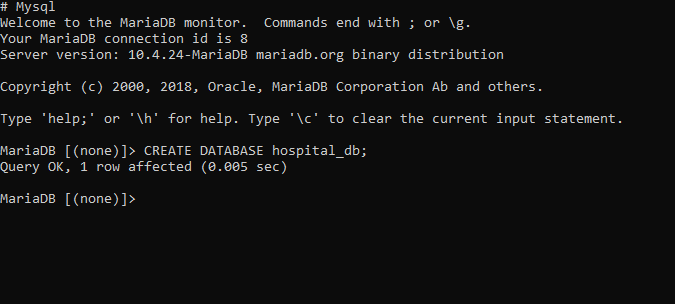 # Mysql
Welcome to the MariaDB monitor.  Commands end with ; or \g.
Your MariaDB connection id is 8
Server version: 10.4.24-MariaDB mariadb.org binary distribution
Copyright (c) 2000, 2018, Oracle, MariaDB Corporation Ab and others.
Type 'help;' or '\h' for help. Type '\c' to clear the current input statement.
MariaDB [(none)]> CREATE DATABASE hospital_db;
Query OK, 1 row affected (0.005 sec)
MariaDB [(none)]>